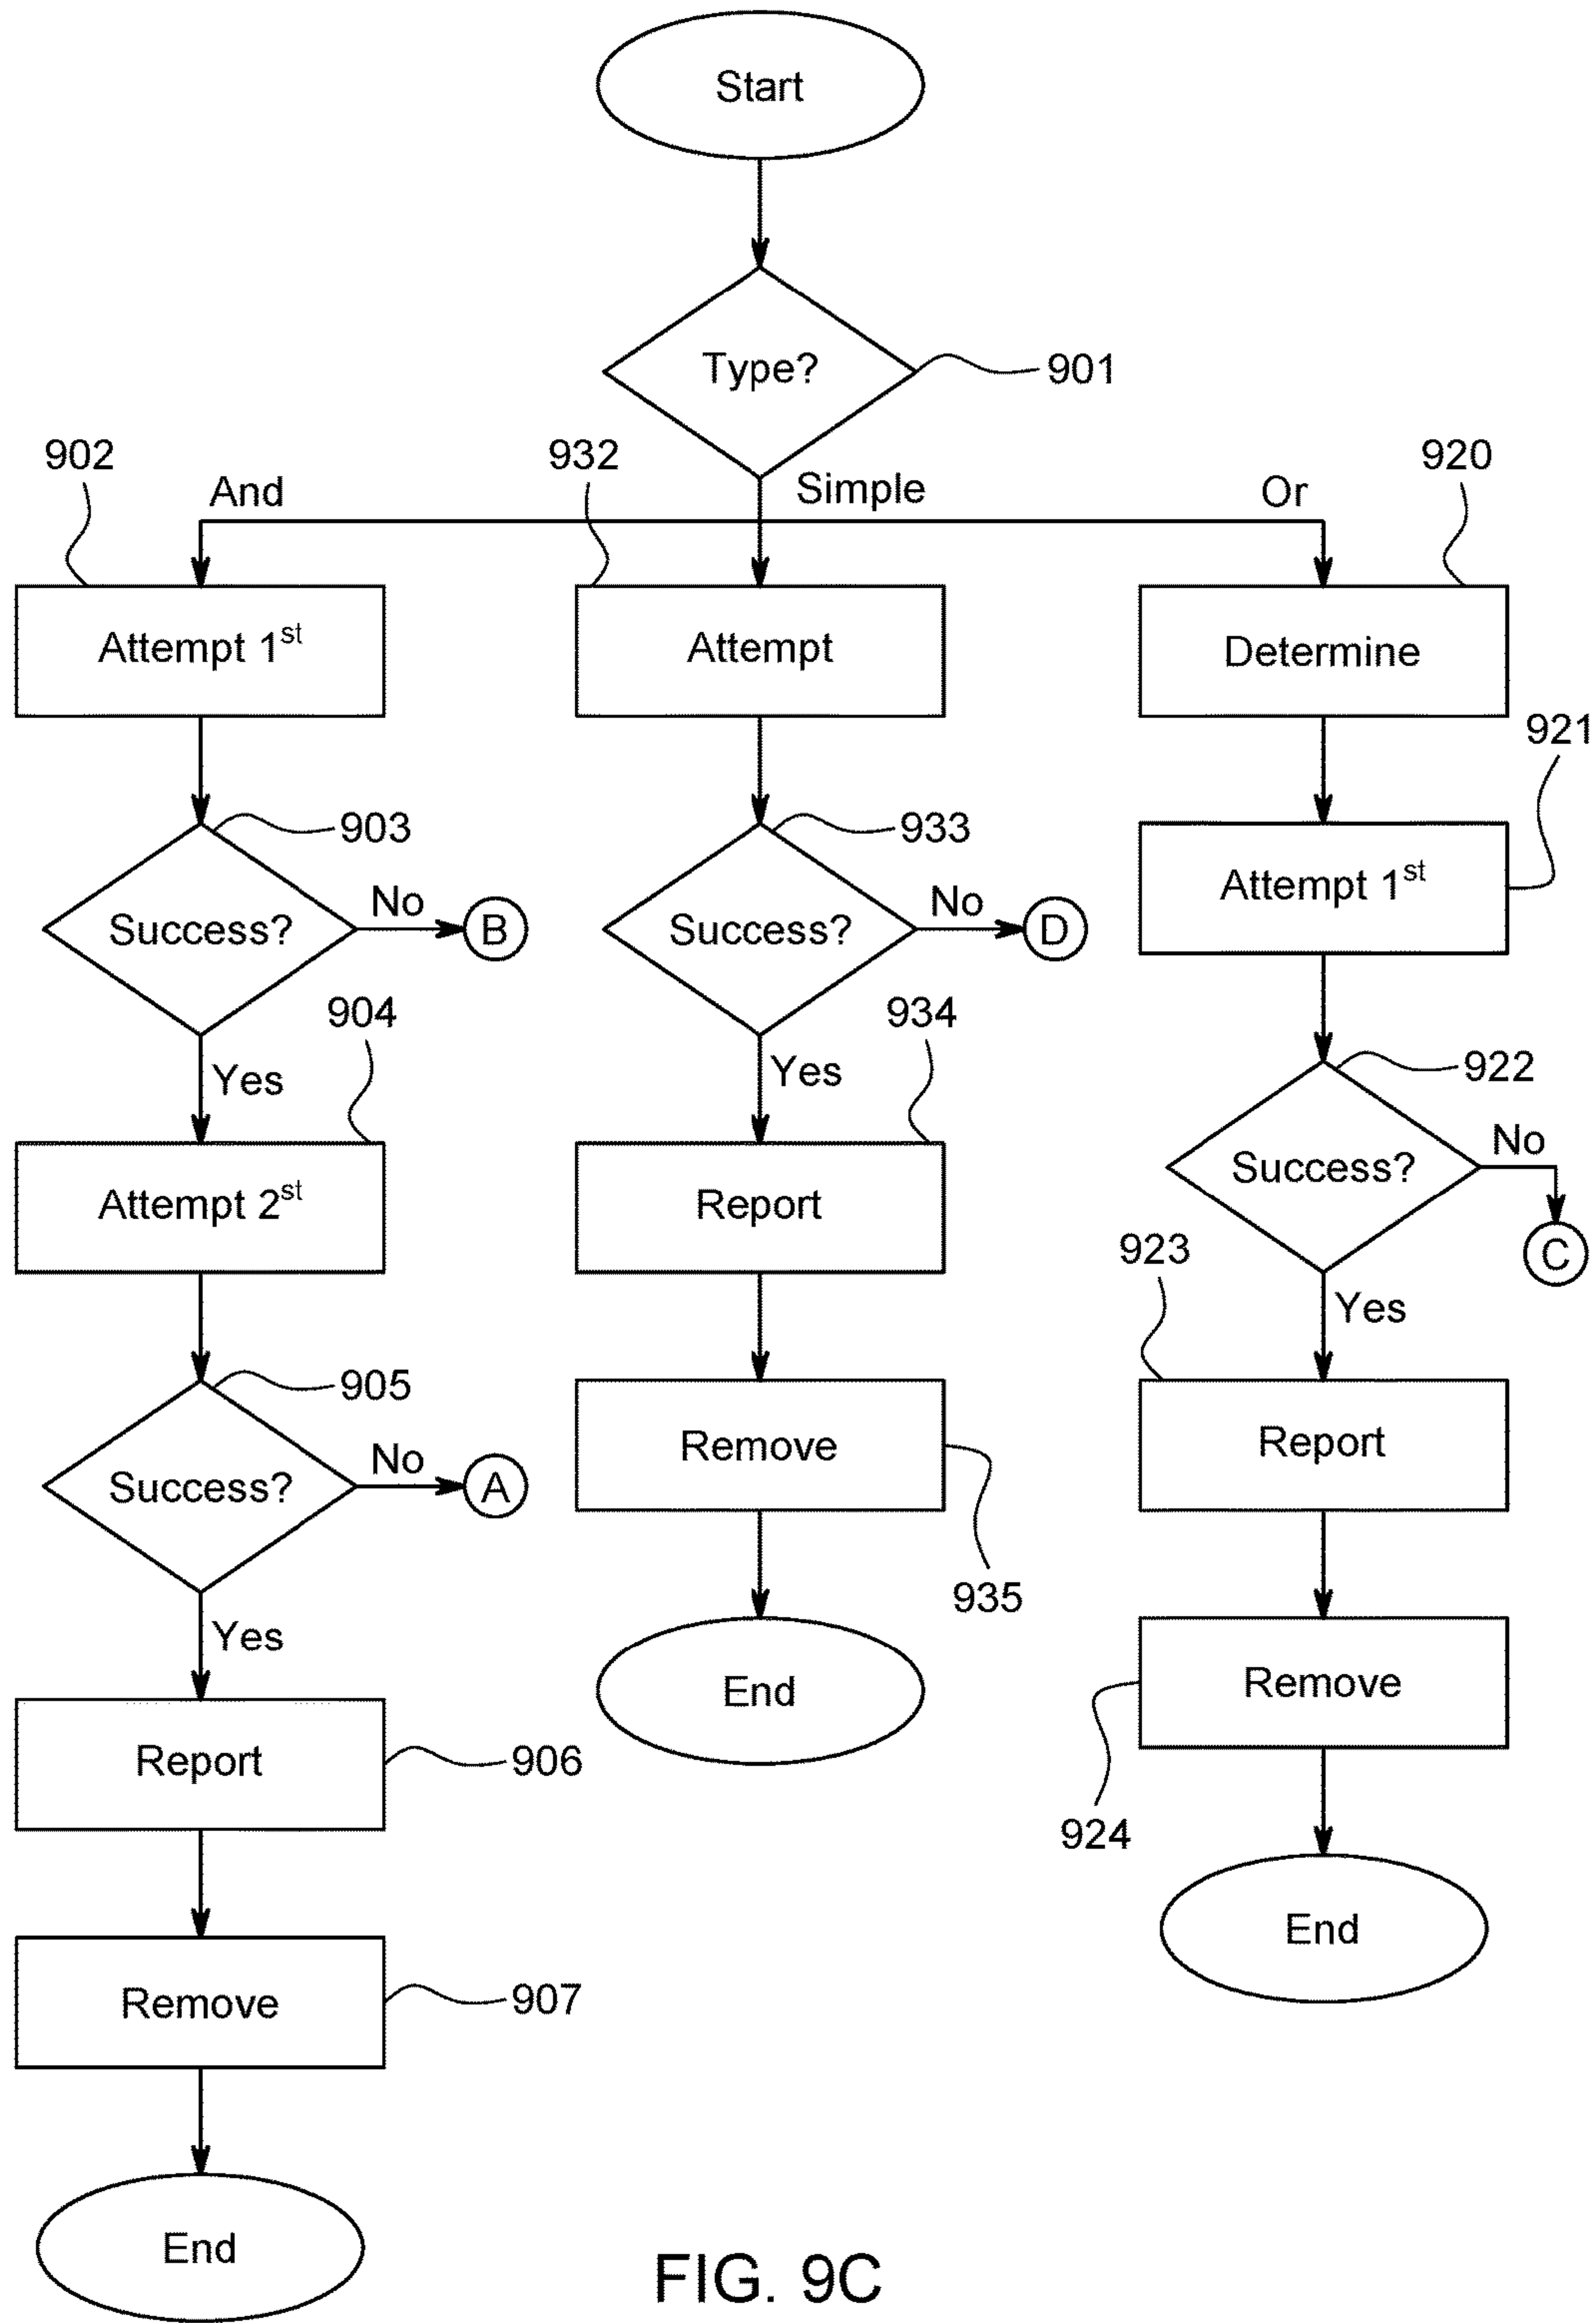 Start
Type?
901
902
932
920
And
Simple
Or
Attempt 1st
Attempt
Determine
921
903
933
Attempt 1st
Success?
No
B
Success?
No
D
904
934
Yes
Yes
922
Success?
No
C
Attempt 2st
Report
923
Yes
905
Success?
No
A
Remove
Report
935
Yes
End
Remove
Report
906
924
End
Remove
907
End
FIG. 9C